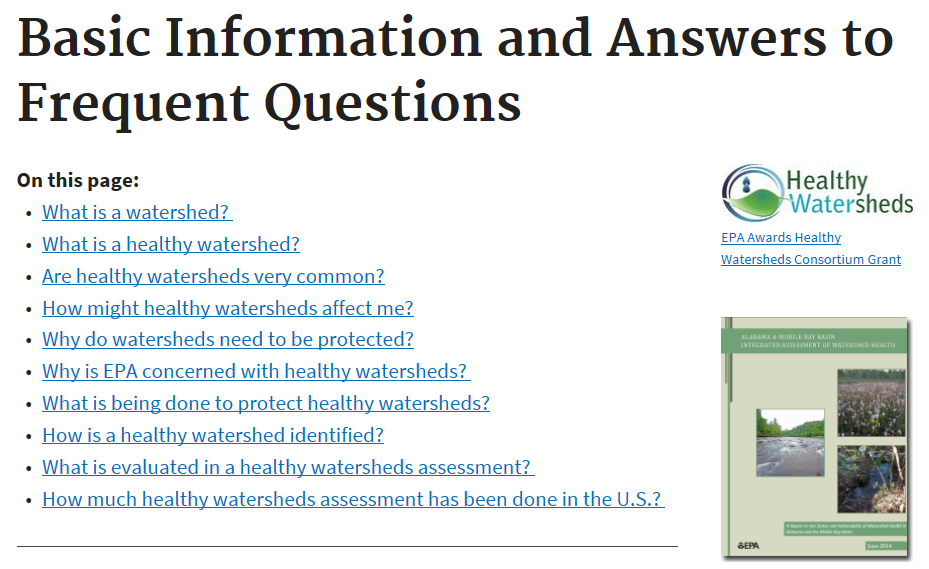 Basic Information and Answers to
Frequent Questions
On this page:
• What is a watershed?
• What is a healthy watershed?
• Are healthy watersheds very common?
• How might healthy watersheds affect me?
• Why do watersheds need to be protected?
• Why is EPA concerned with healthy watersheds?
• What is being done to protect healthy watersheds?
• How is a healthy watershed identified?
• What is evaluated in a healthy watersheds assessment?
• How much healthy watersheds assessment has been done in the U.S.?
Healthy
Watersheds
EPA Awards Healthy
Watersheds Consortium Grant
ALABAMA & MOBILE BAY BASIN
INTEGRATED ASSESSMENT OF WATERSHED HEALTH
A Report on the Status and Vulnerability of Watershed Health in
Alabama and the Mobile Bay Basin
EPA
June 2014